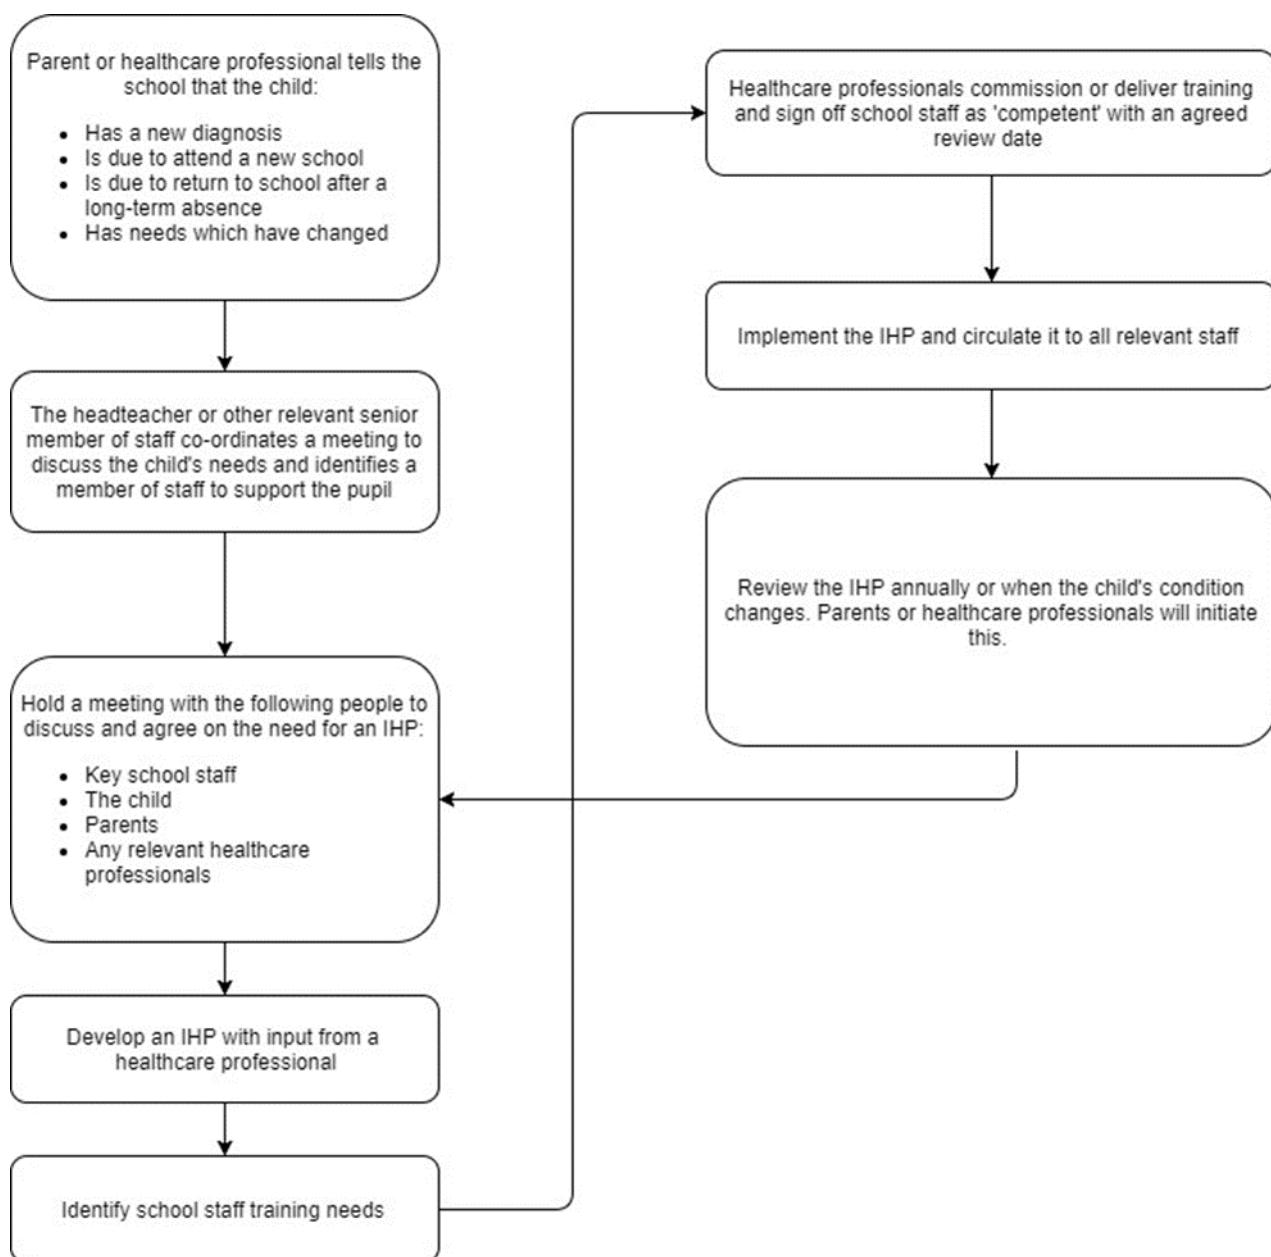 Parent or healthcare professional tells the
school that the child:
• Has a new diagnosis
• Is due to attend a new school
• Is due to return to school after a
long-term absence
• Has needs which have changed
The headteacher or other relevant senior
member of staff co-ordinates a meeting to
discuss the child's needs and identifies a
member of staff to support the pupil
Hold a meeting with the following people to
discuss and agree on the need for an IHP:
• Key school staff
• The child
• Parents
• Any relevant healthcare
professionals
Develop an IHP with input from a
healthcare professional
Identify school staff training needs
Healthcare professionals commission or deliver training
and sign off school staff as 'competent' with an agreed
review date
Implement the IHP and circulate it to all relevant staff
Review the IHP annually or when the child's condition
changes. Parents or healthcare professionals will initiate
this.